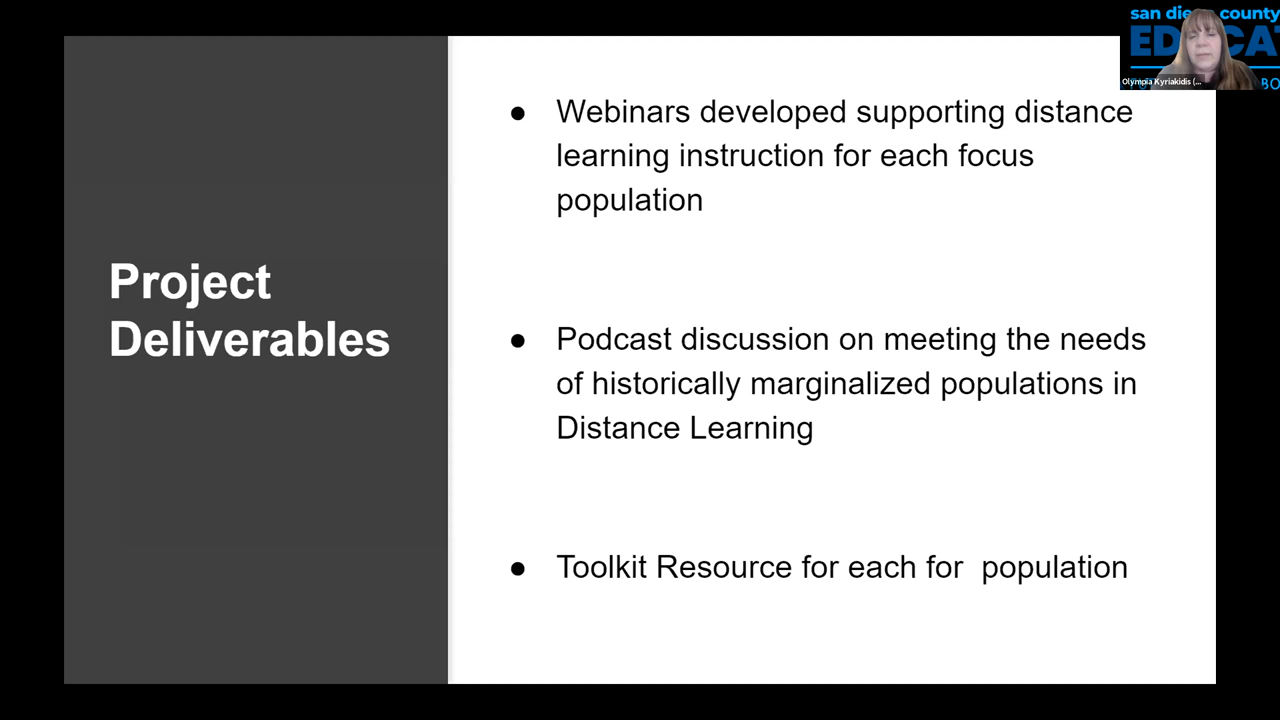 san diego county
Olympia Kyriakidis (...
Webinars developed supporting distance
learning instruction for each focus
population
Project
Deliverables
Podcast discussion on meeting the needs
of historically marginalized populations in
Distance Learning
Toolkit Resource for each for population